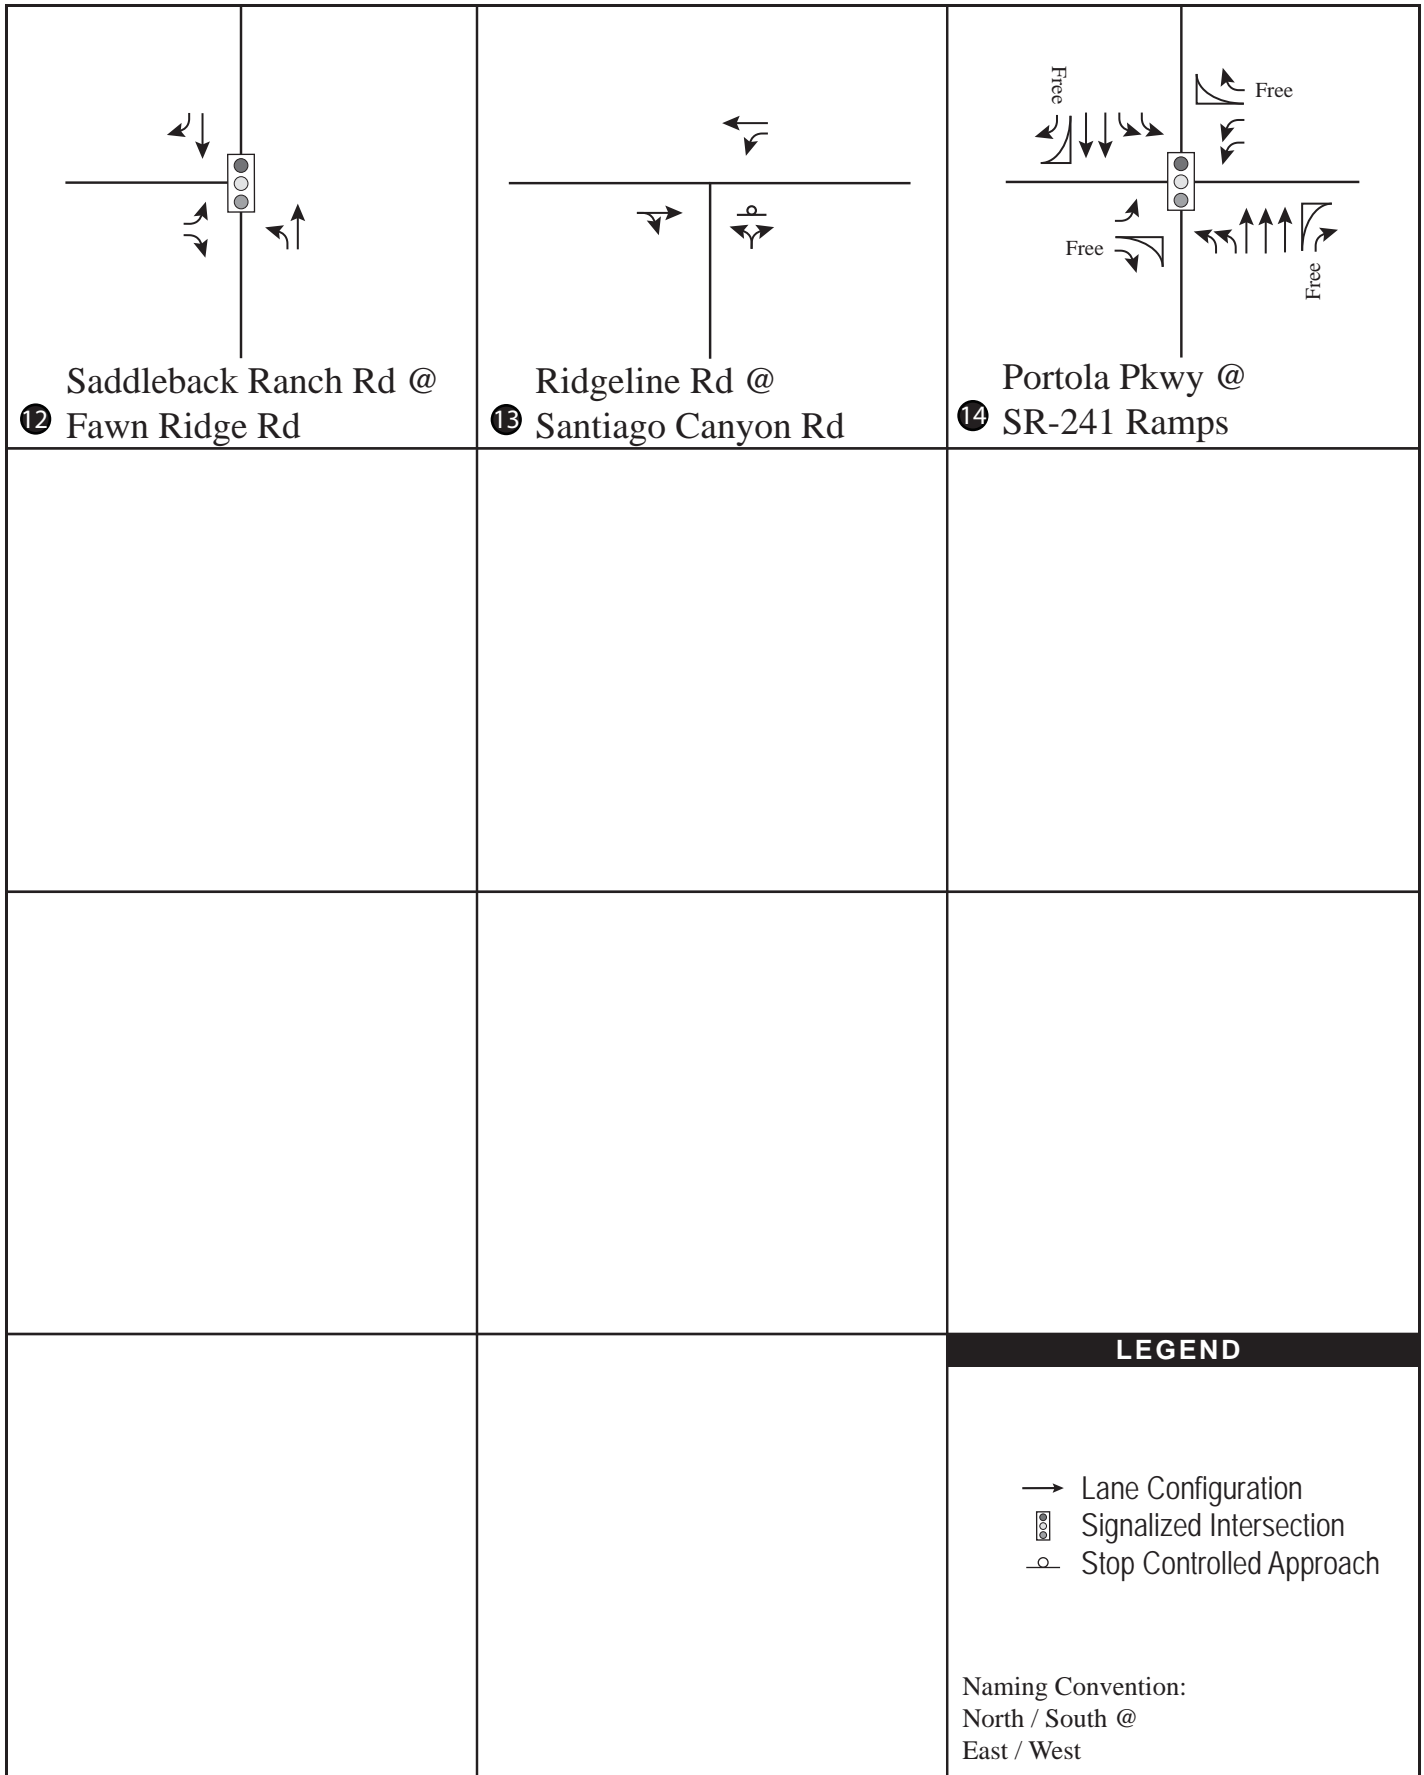 Saddleback Ranch Rd @
12 Fawn Ridge Rd
Ridgeline Rd @
13 Santiago Canyon Rd
Free
Free
Free
Free
Portola Pkwy @
14 SR-241 Ramps
LEGEND
Lane Configuration
Signalized Intersection
Stop Controlled Approach
Naming Convention:
North / South @
East / West